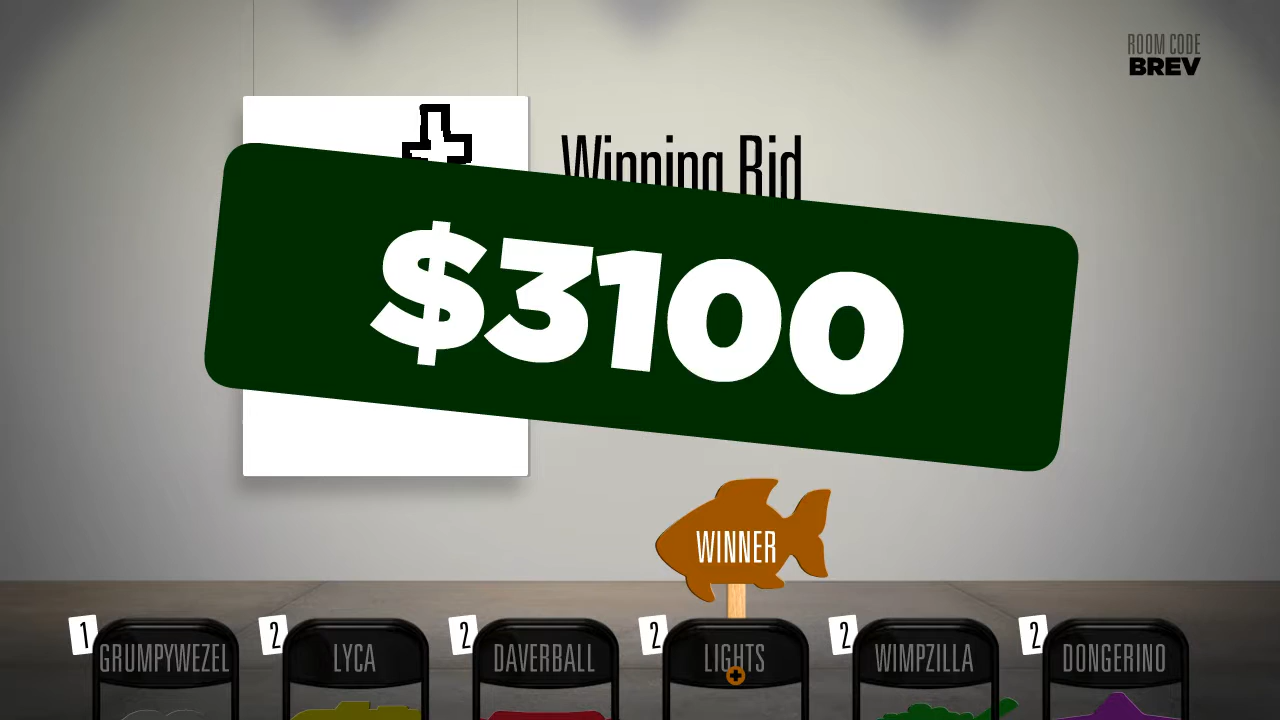 ROOM CODE
BREV
Winning Bid
$3100
WINNER
1 GRUMPYWEZEL
2 LYCA
2 DAVERBALL
2 LIGHTS
2 WIMPZILLA
2 DONGERINO